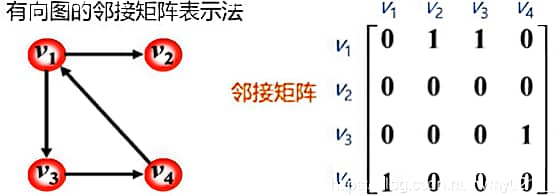 有向图的邻接矩阵表示法
v1 v2
v3 v4
邻接矩阵
v1 v2 v3 v4
v1 0 1 1 0
v2 0 0 0 0
v3 0 0 0 1
v4 1 0 0 0